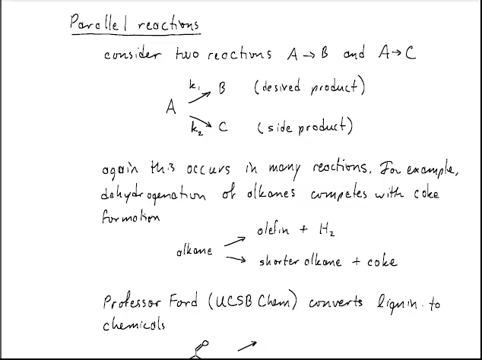 Parallel reactions
consider two reactions A → B and A → C
k₁ B (desired product)
A
k₂ C (side product)
again this occurs in many reactions. For example,
dehydrogenation of alkanes competes with coke
formation
olefin + H₂
alkane
shorter alkane + coke
Professor Ford (UCSB Chem) converts lignin to
chemicals